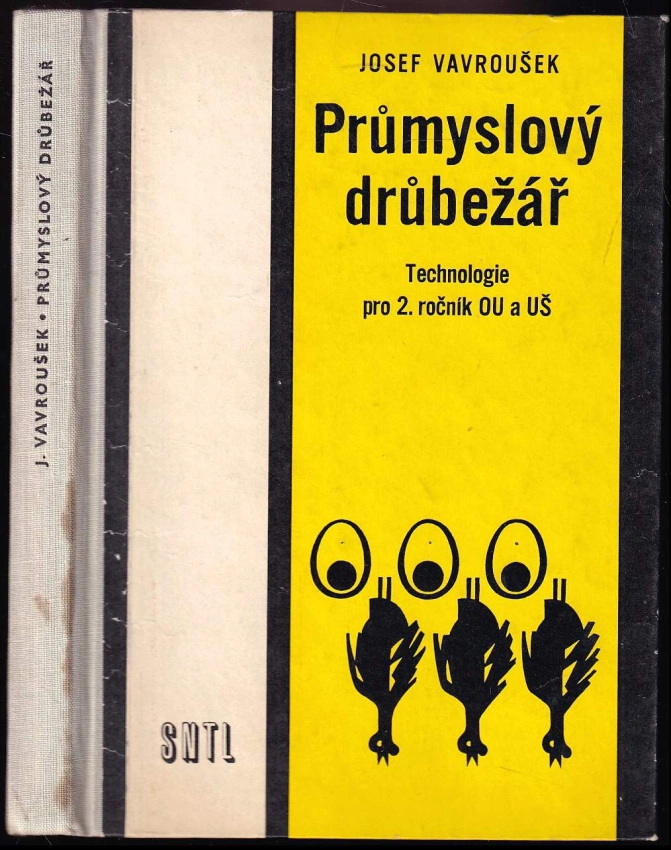 J. VAVROUŠEK • PRŮMYSLOVÝ DRŮBEŽÁŘ
JOSEF VAVROUŠEK
Průmyslový
drůbežář
Technologie
pro 2. ročník OU a UŠ
SNTL